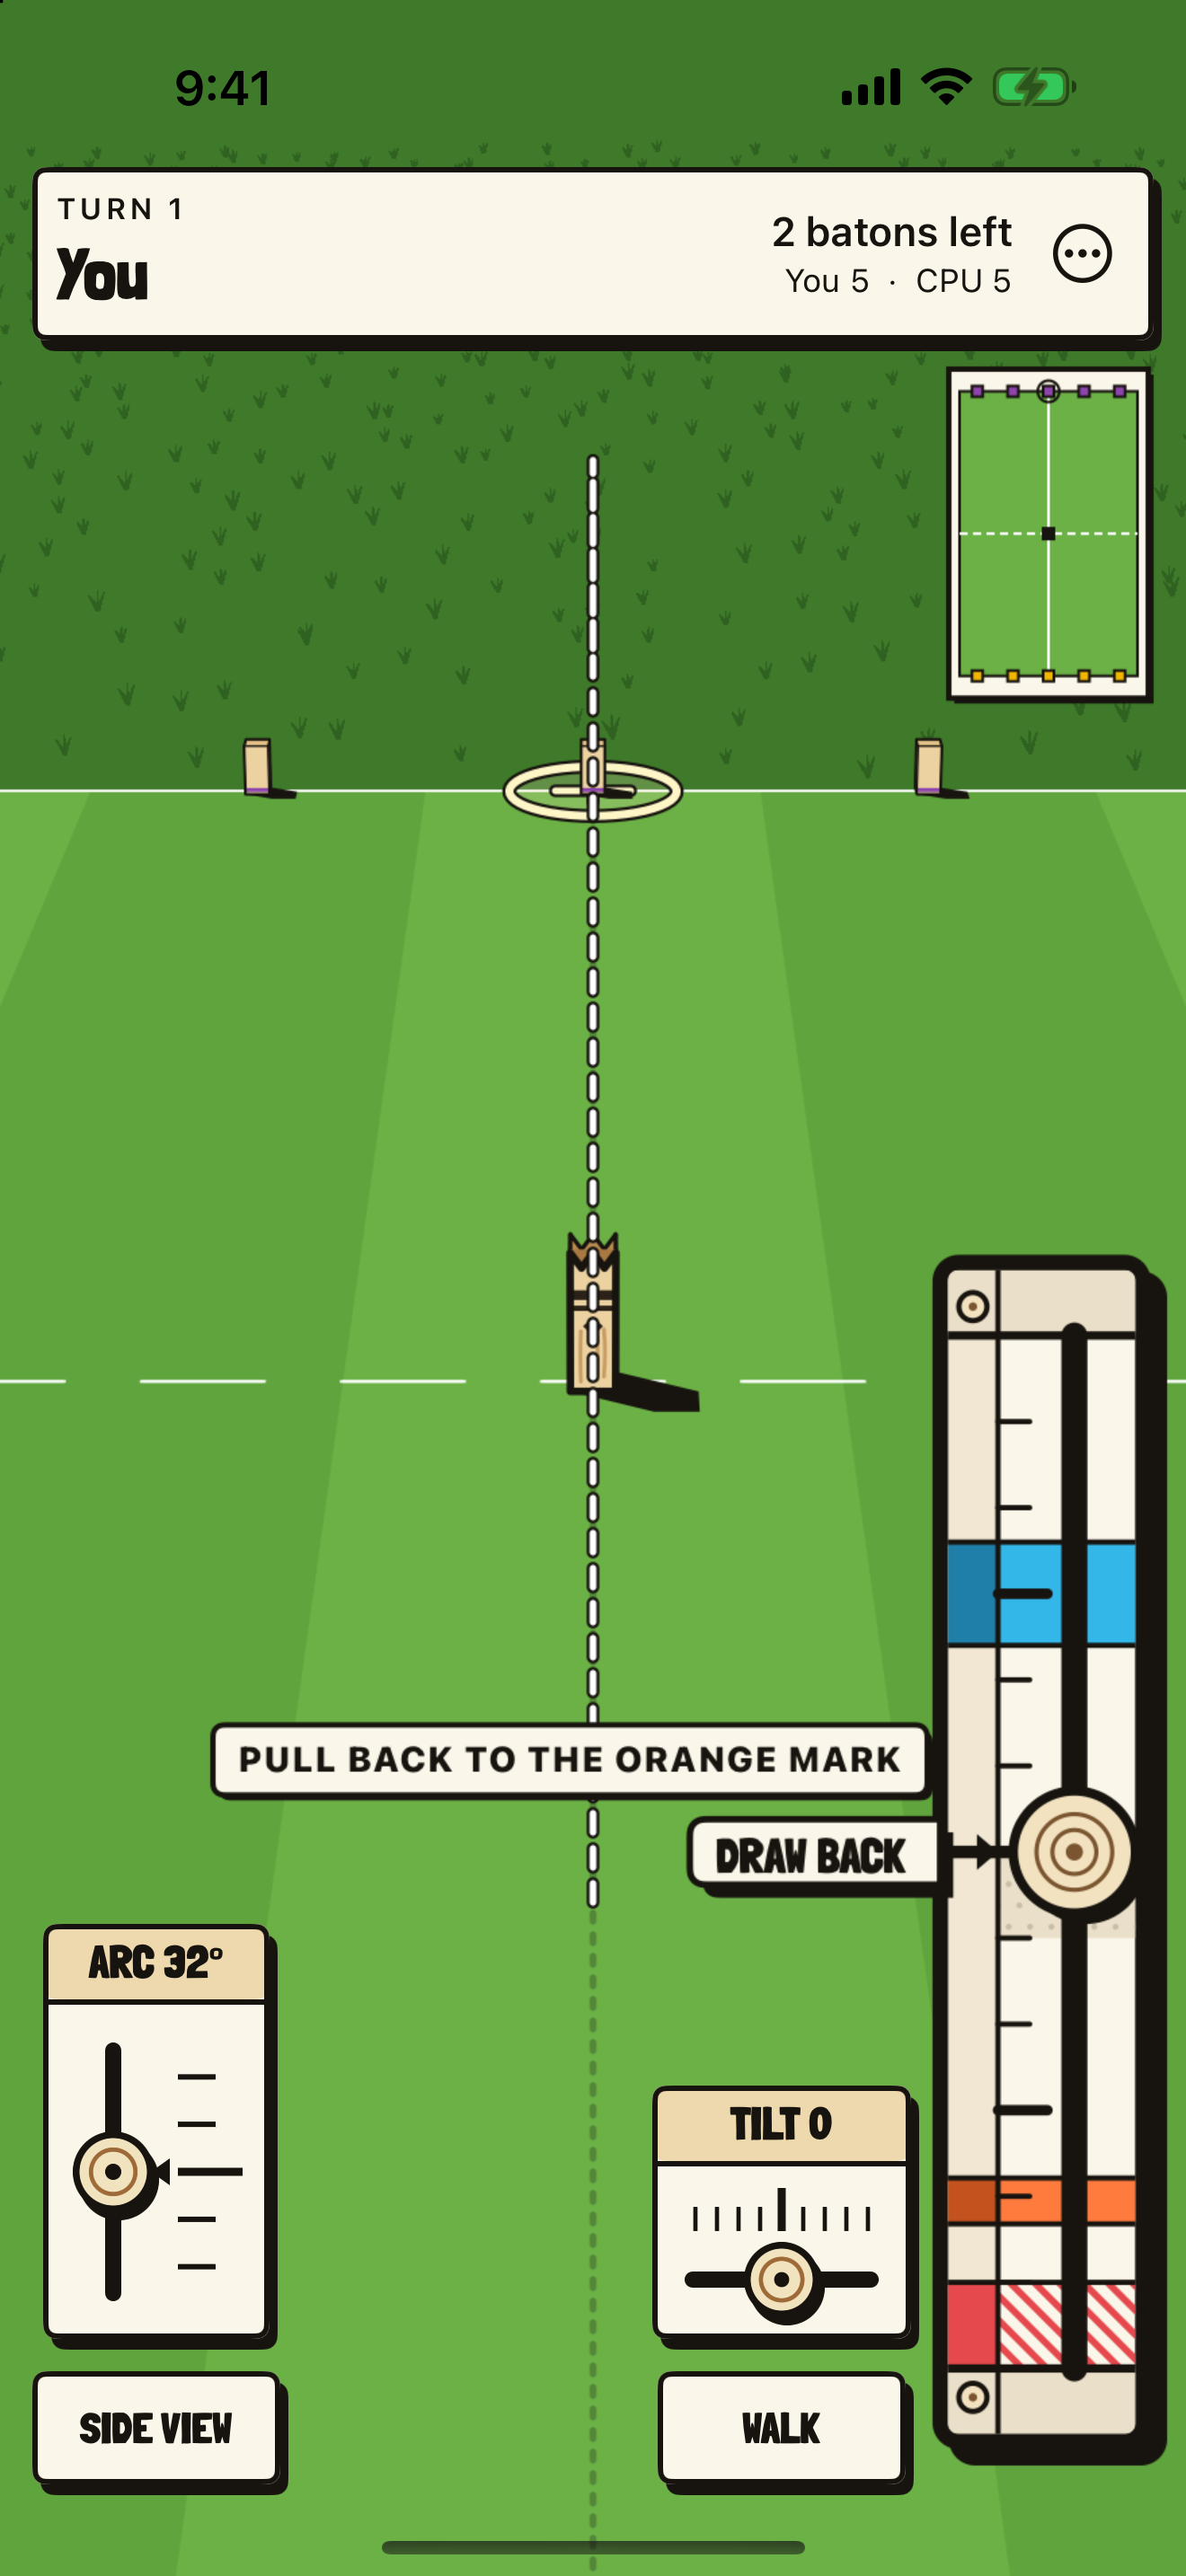 9:41
TURN 1
You
2 batons left
You 5 · CPU 5
PULL BACK TO THE ORANGE MARK
DRAW BACK
ARC 32°
TILT 0
SIDE VIEW
WALK